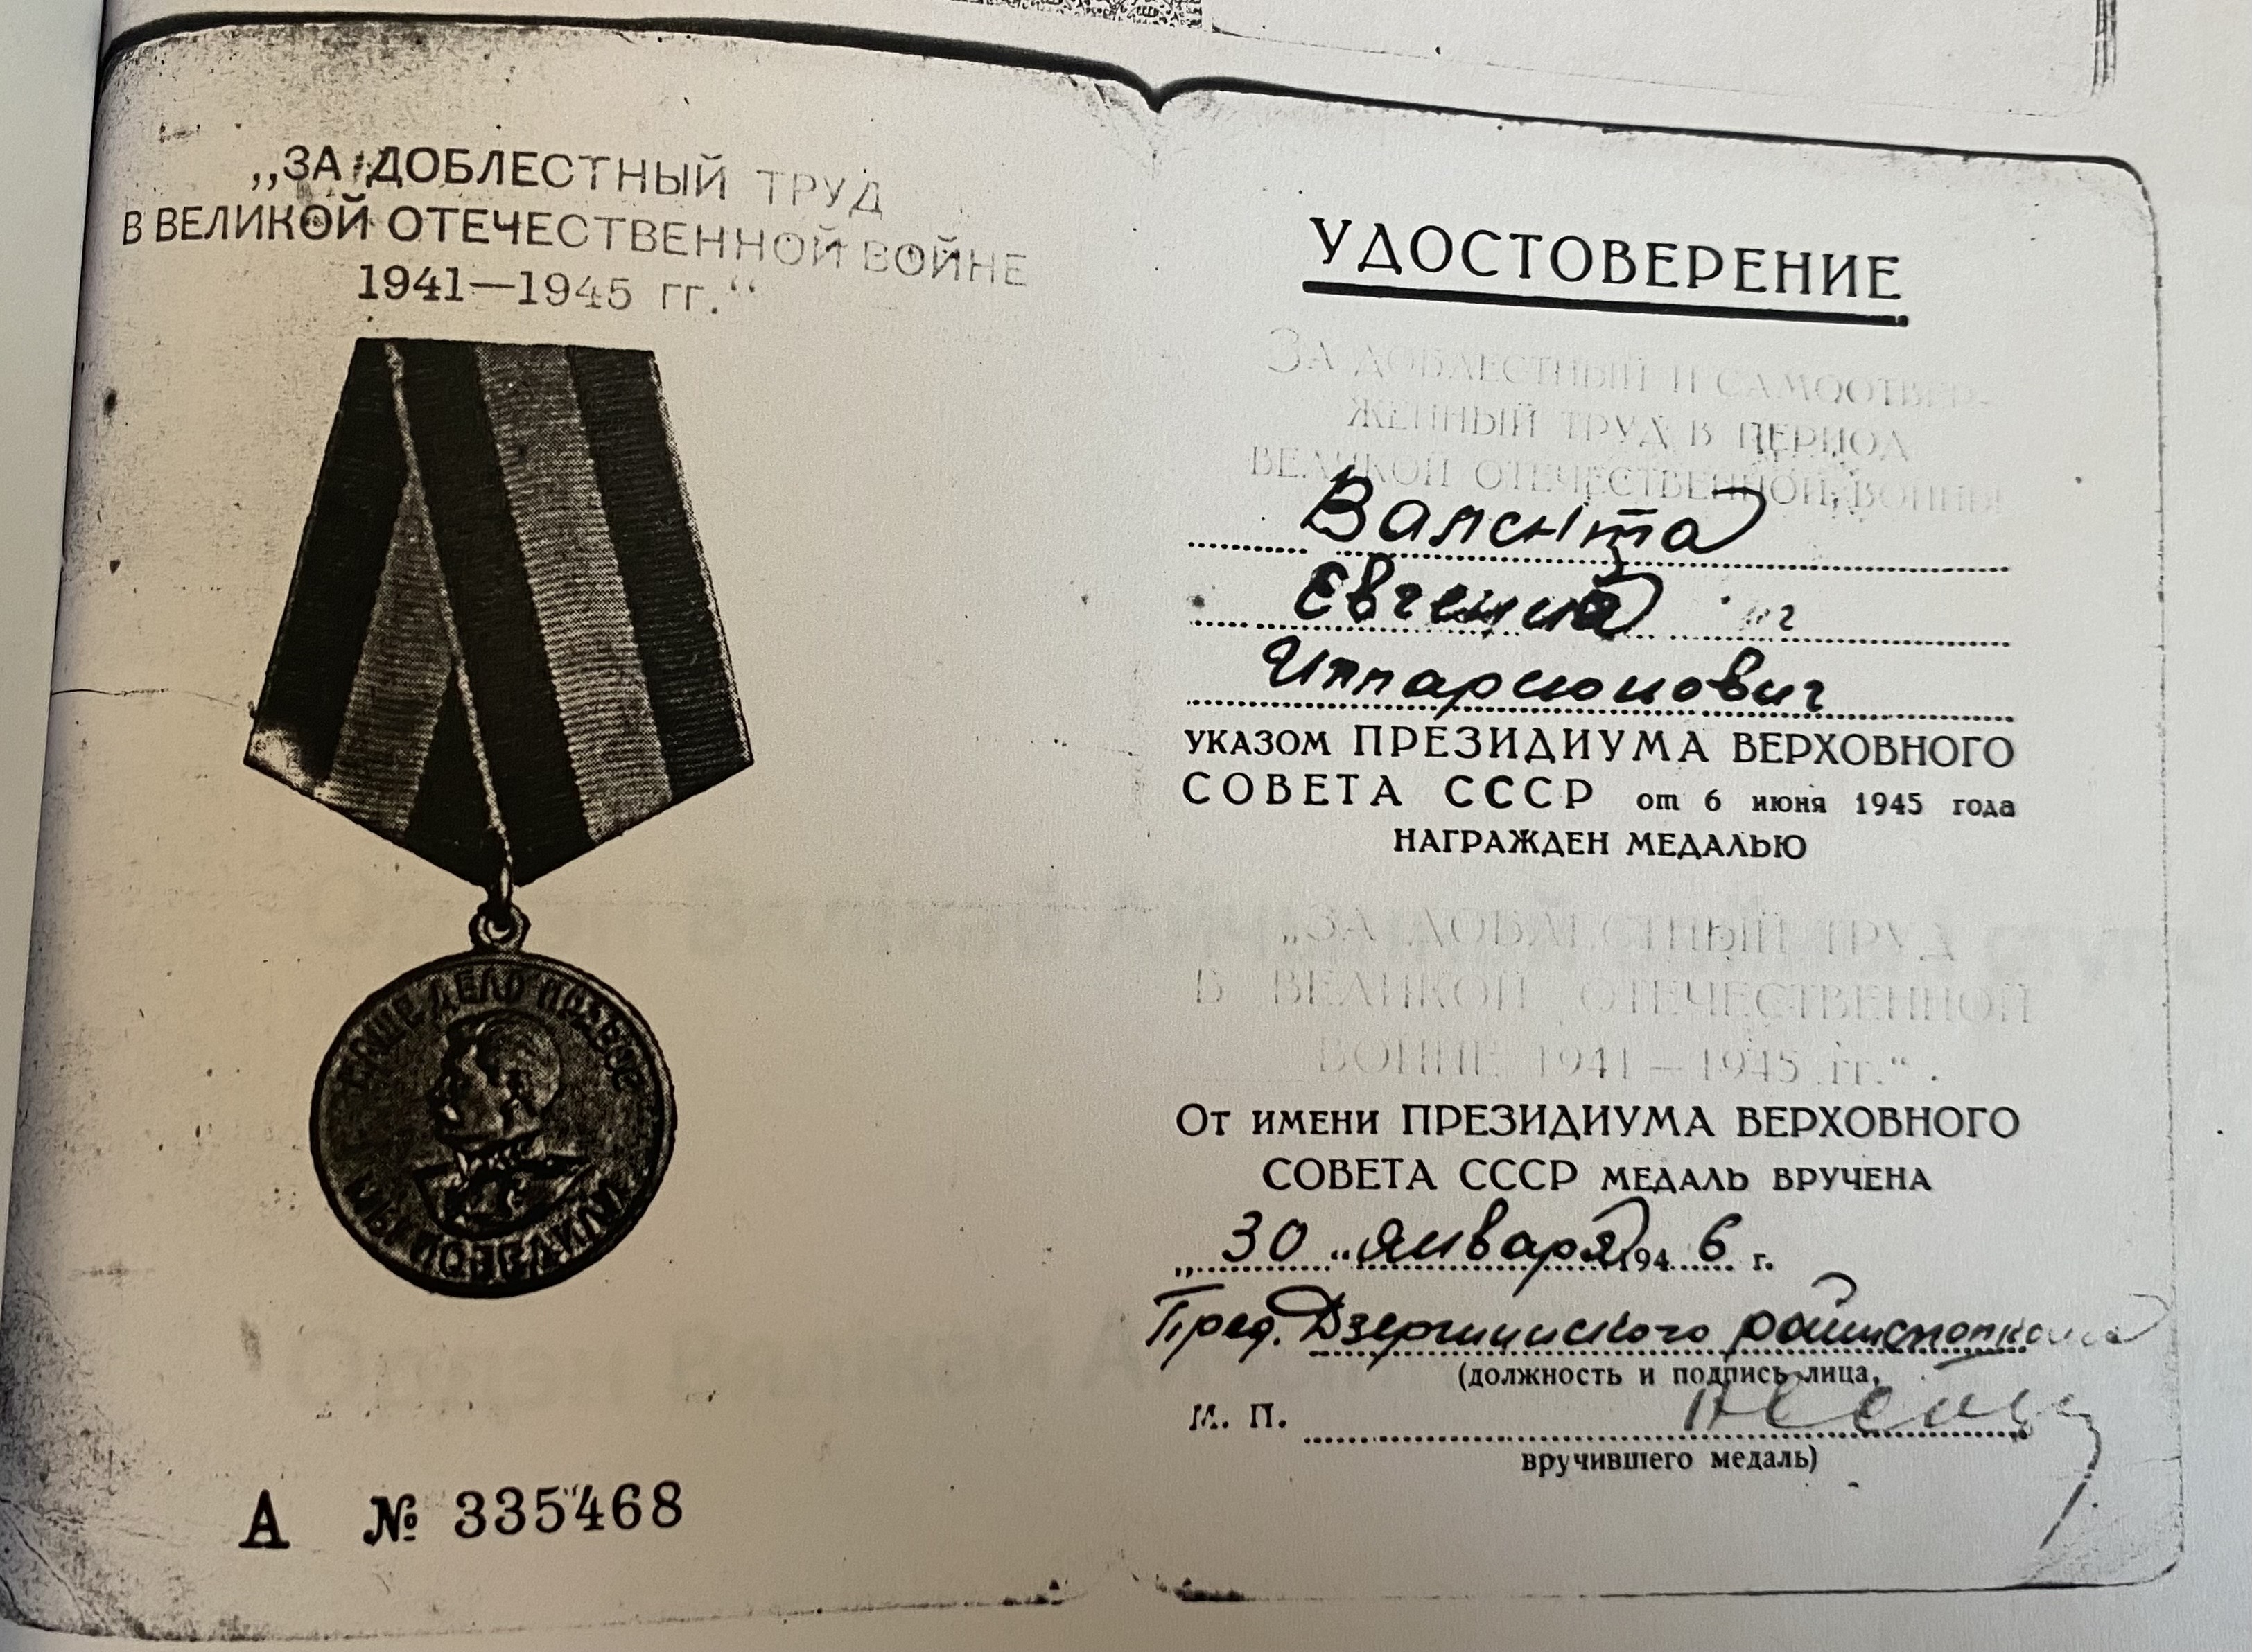 „ЗА ДОБЛЕСТНЫЙ ТРУД
В ВЕЛИКОЙ ОТЕЧЕСТВЕННОЙ ВОЙНЕ
1941—1945 гг.“
НАШЕ ДЕЛО ПРАВОЕ
МЫ ПОБЕДИЛИ
А № 335468
УДОСТОВЕРЕНИЕ
ЗА ДОБЛЕСТНЫЙ И САМООТВЕР-
ЖЕННЫЙ ТРУД В ПЕРИОД
ВЕЛИКОЙ ОТЕЧЕСТВЕННОЙ ВОЙНЫ
Валента
Евгений
Илларионович
УКАЗОМ ПРЕЗИДИУМА ВЕРХОВНОГО
СОВЕТА СССР от 6 июня 1945 года
НАГРАЖДЕН МЕДАЛЬЮ
„ЗА ДОБЛЕСТНЫЙ ТРУД
В ВЕЛИКОЙ ОТЕЧЕСТВЕННОЙ
ВОЙНЕ 1941—1945 гг.“.
От имени ПРЕЗИДИУМА ВЕРХОВНОГО
СОВЕТА СССР МЕДАЛЬ ВРУЧЕНА
„30“ января 1946 г.
Пред. Дзержинского райисполкома
(должность и подпись лица,
М. П.
вручившего медаль)